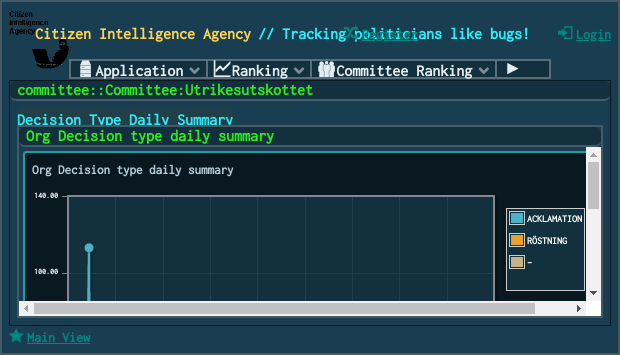 Citizen
Intelligence
Agency
Citizen Intelligence Agency // Tracking politicians like bugs!
Register
Login
Application
Ranking
Committee Ranking
committee::Committee:Utrikesutskottet
Decision Type Daily Summary
Org Decision type daily summary
Org Decision type daily summary
140.00
100.00
ACKLAMATION
RÖSTNING
–
Main View